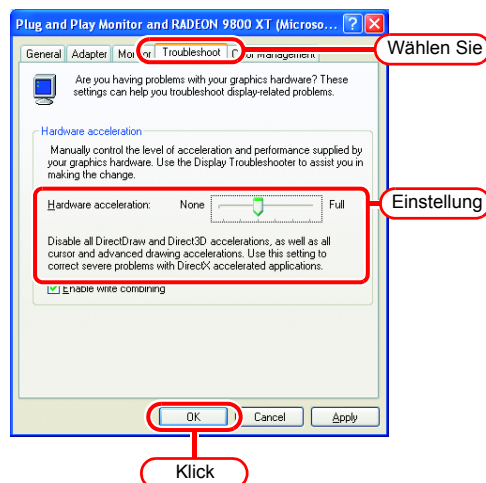 Plug and Play Monitor and RADEON 9800 XT (Microso...
General Adapter Monitor Troubleshoot Color Management
Wählen Sie
Are you having problems with your graphics hardware? These
settings can help you troubleshoot display-related problems.
Hardware acceleration
Manually control the level of acceleration and performance supplied by
your graphics hardware. Use the Display Troubleshooter to assist you in
making the change.
Hardware acceleration: None Full
Einstellung
Disable all DirectDraw and Direct3D accelerations, as well as all
cursor and advanced drawing accelerations. Use this setting to
correct severe problems with DirectX accelerated applications.
Enable write combining
OK Cancel Apply
Klick